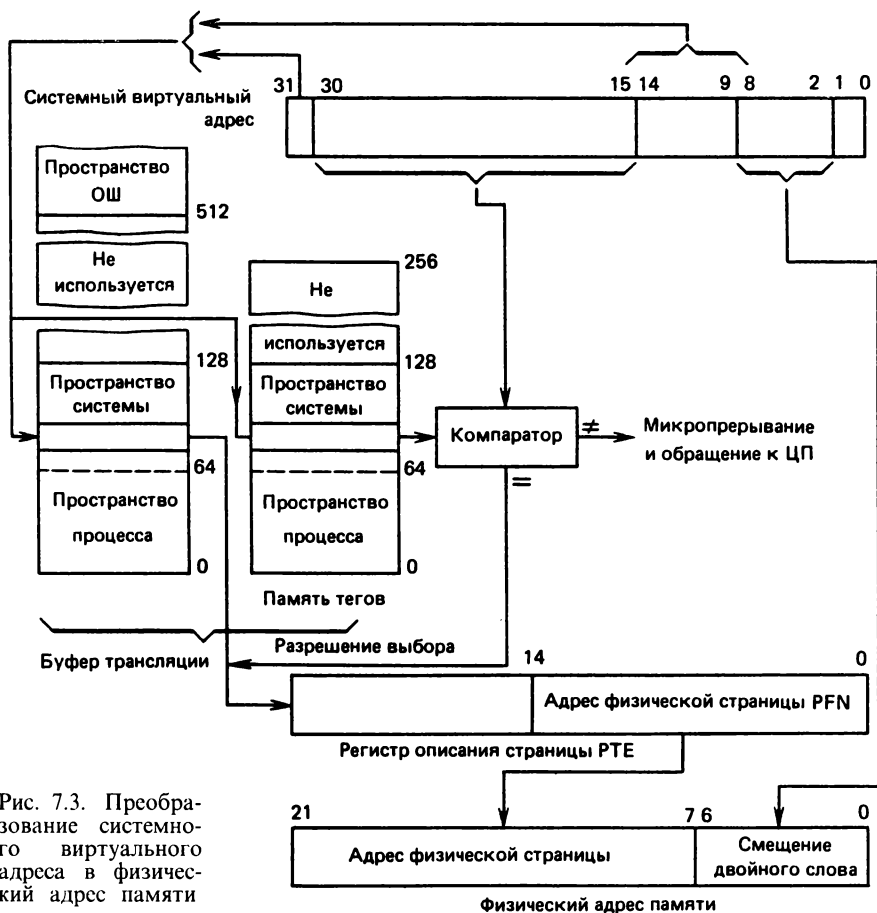 31 30 15 14 9 8 2 1 0
Системный виртуальный
адрес
Пространство
ОШ
512
Не
используется
256
Не
используется
128
128
Пространство
системы
Пространство
системы
Компаратор
≠
=
Микропрерывание
и обращение к ЦП
64
64
Пространство
процесса
Пространство
процесса
0
0
Память тегов
Буфер трансляции
Разрешение выбора
14 0
Адрес физической страницы PFN
Регистр описания страницы PTE
21 7 6 0
Адрес физической страницы
Смещение
двойного слова
Физический адрес памяти
Рис. 7.3. Преобра-
зование системно-
го виртуального
адреса в физичес-
кий адрес памяти